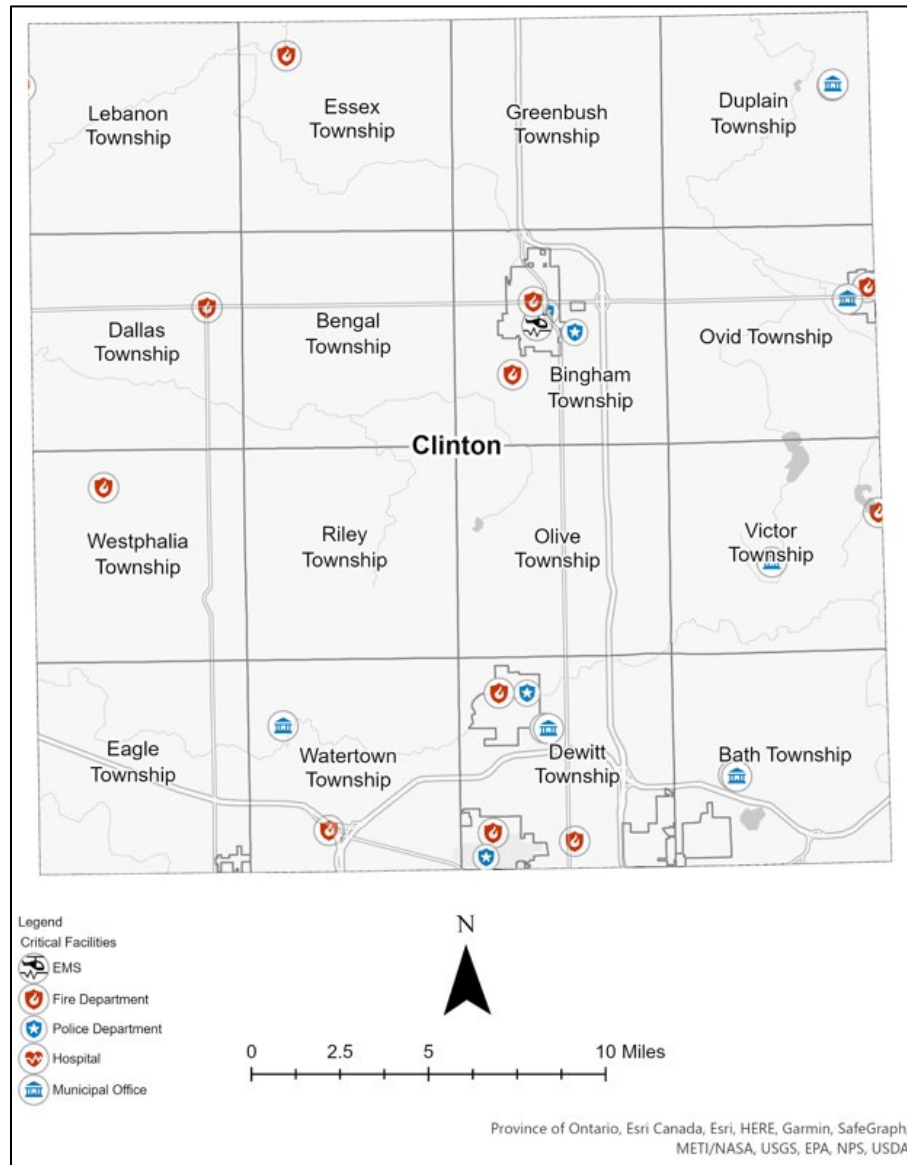 Lebanon
Township
Essex
Township
Greenbush
Township
Duplain
Township
Dallas
Township
Bengal
Township
Bingham
Township
Ovid Township
Clinton
Westphalia
Township
Riley
Township
Olive
Township
Victor
Township
Eagle
Township
Watertown
Township
Dewitt
Township
Bath Township
Legend
Critical Facilities
EMS
Fire Department
Police Department
Hospital
Municipal Office
N
0 2.5 5 10 Miles
Province of Ontario, Esri Canada, Esri, HERE, Garmin, SafeGraph,
METI/NASA, USGS, EPA, NPS, USDA